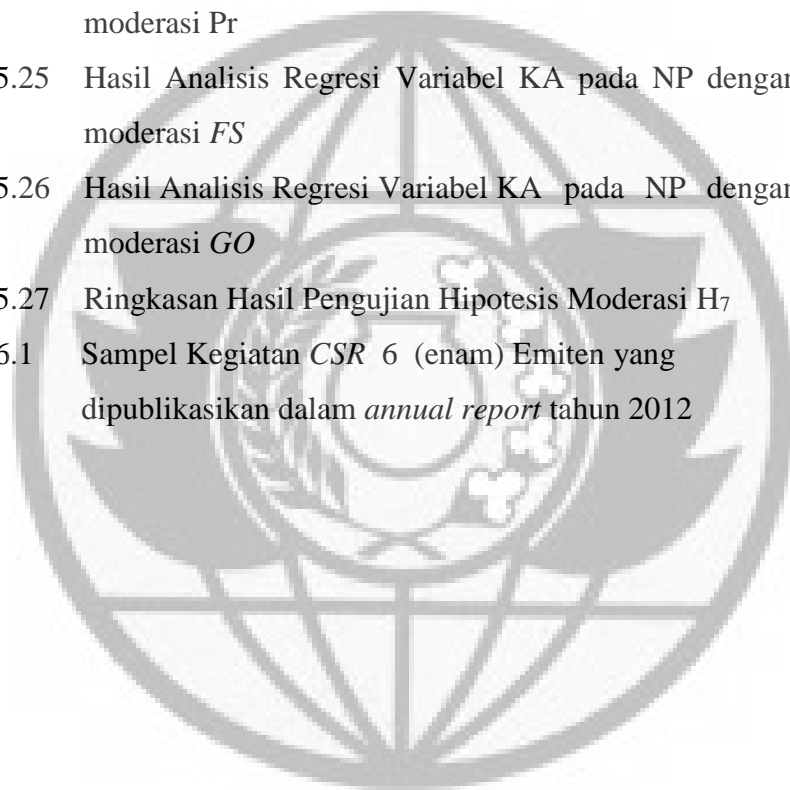 moderasi Pr
5.25 Hasil Analisis Regresi Variabel KA pada NP dengan
moderasi FS
5.26 Hasil Analisis Regresi Variabel KA pada NP dengan
moderasi GO
5.27 Ringkasan Hasil Pengujian Hipotesis Moderasi H₇
6.1 Sampel Kegiatan CSR 6 (enam) Emiten yang
dipublikasikan dalam annual report tahun 2012